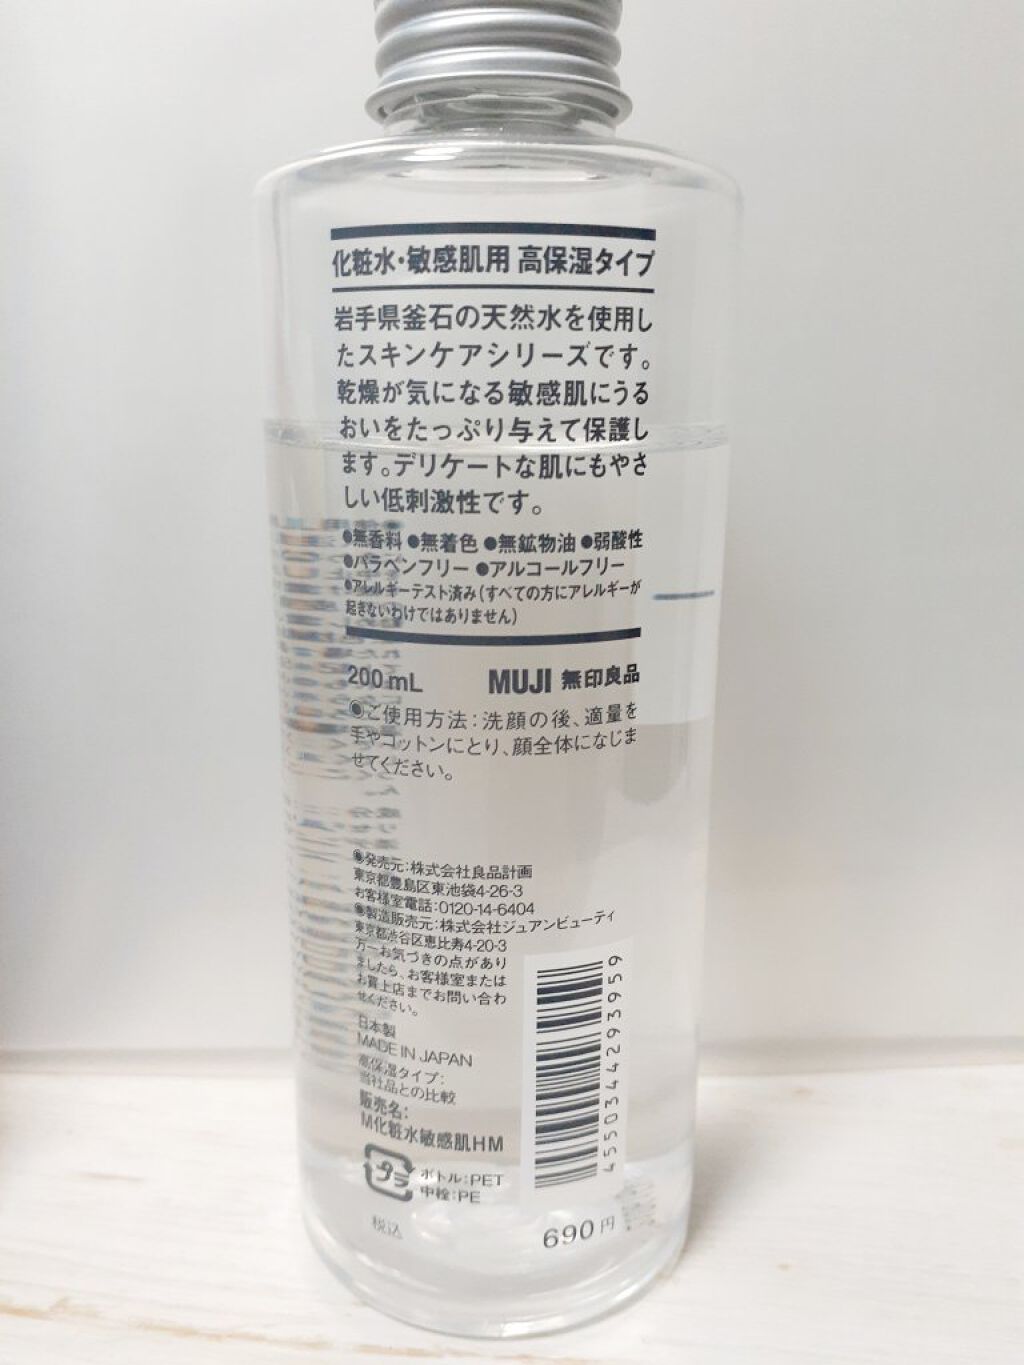 化粧水・敏感肌用 高保湿タイプ
岩手県釜石の天然水を使用し
たスキンケアシリーズです。
乾燥が気になる敏感肌にうる
おいをたっぷり与えて保護し
ます。デリケートな肌にもやさ
しい低刺激性です。
●無香料 ●無着色 ●無鉱物油 ●弱酸性
●パラベンフリー ●アルコールフリー
●アレルギーテスト済み(すべての方にアレルギーが
起きないわけではありません)
200mL MUJI 無印良品
◉ご使用方法：洗顔の後、適量を
手やコットンにとり、顔全体になじま
せてください。
◉発売元：株式会社良品計画
東京都豊島区東池袋4-26-3
お客様室電話：0120-14-6404
◉製造販売元：株式会社ジュアンビューティ
東京都渋谷区恵比寿4-20-3
万一お気づきの点があり
ましたら、お客様室または
お買上店までお問い合わ
せください。
日本製
MADE IN JAPAN
高保湿タイプ：
当社品との比較
販売名：
M化粧水敏感肌HM
プラ ボトル：PET
中栓：PE
税込 690円
4550344293959